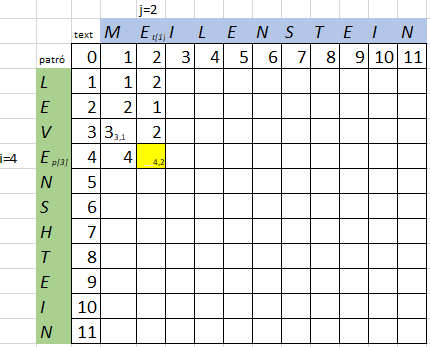 j=2
text M E t[1] I L E N S T E I N
patró 0 1 2 3 4 5 6 7 8 9 10 11
L 1 1 2
E 2 2 1
V 3 3 3,1 2
i=4 E p[3] 4 4 4,2
N 5
S 6
H 7
T 8
E 9
I 10
N 11